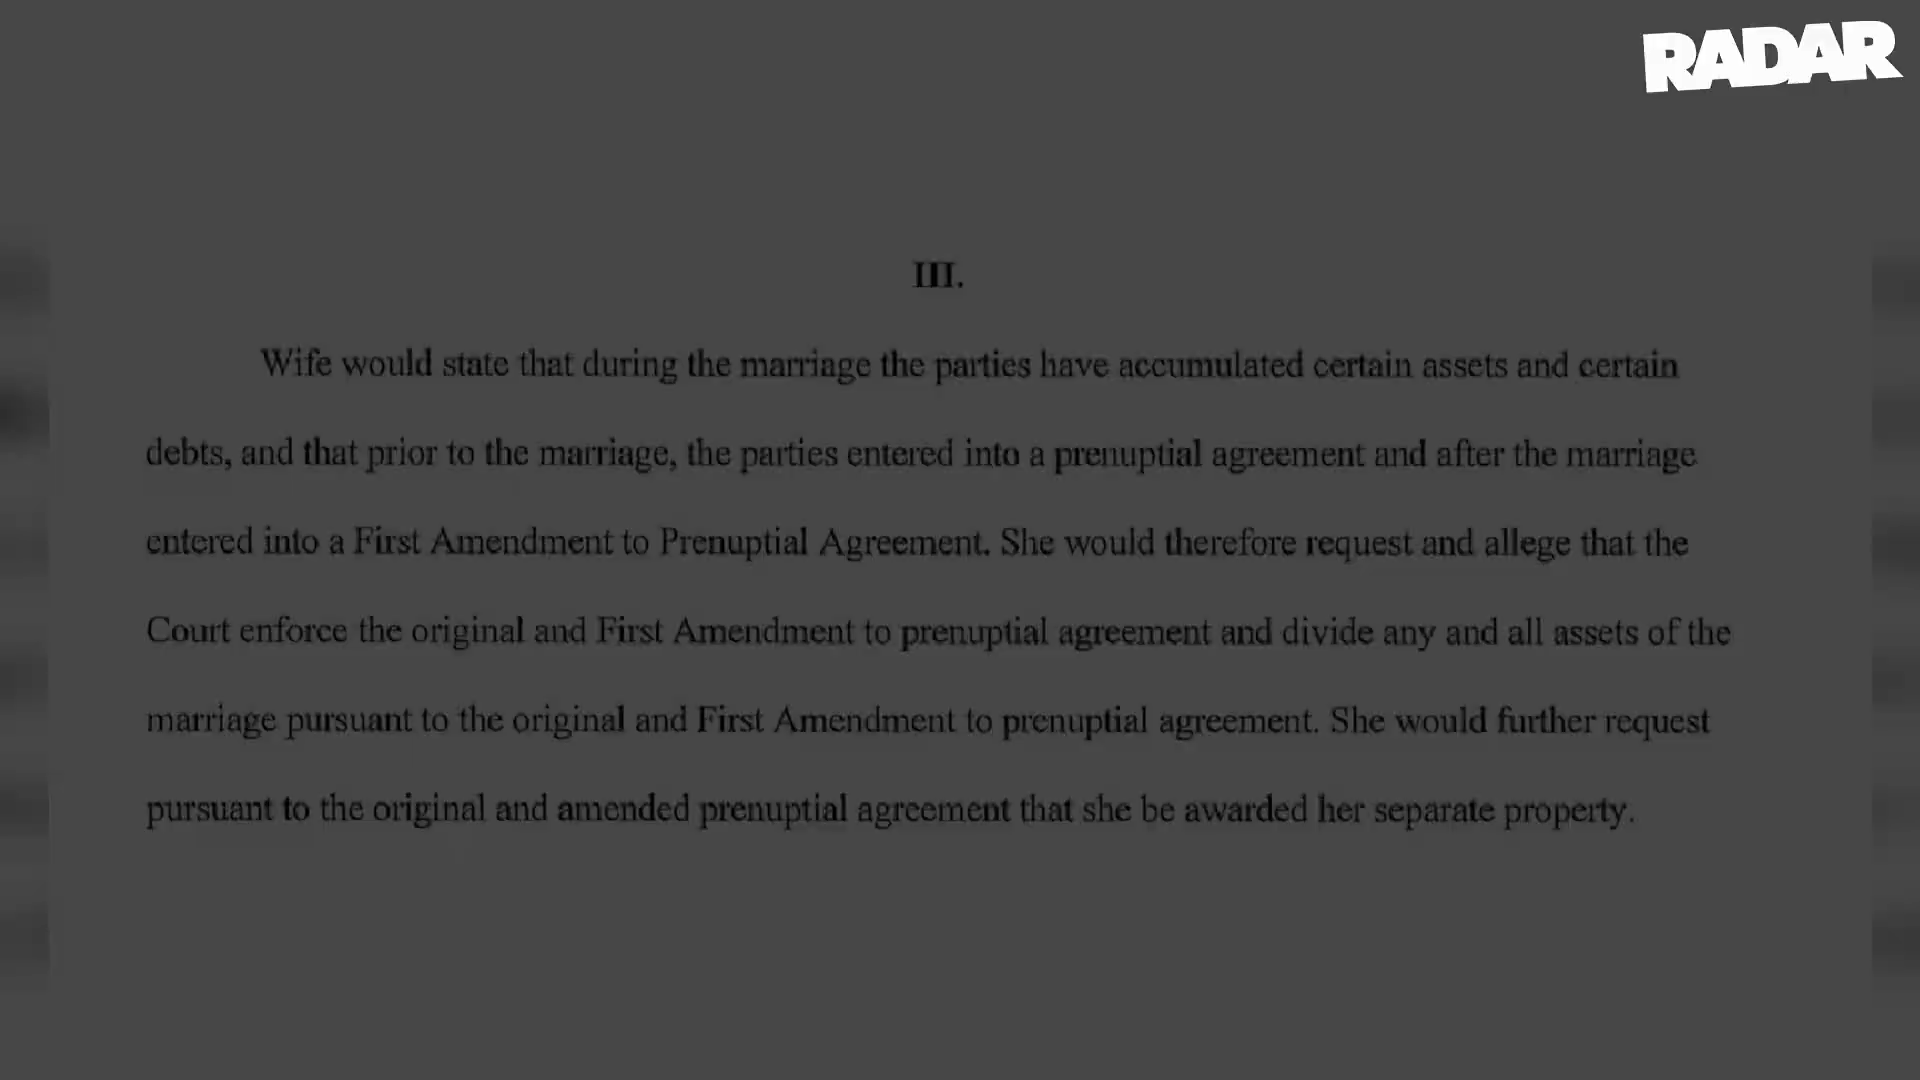 RADAR
III.
Wife would state that during the marriage the parties have accumulated certain assets and certain
debts, and that prior to the marriage, the parties entered into a prenuptial agreement and after the marriage
entered into a First Amendment to Prenuptial Agreement. She would therefore request and allege that the
Court enforce the original and First Amendment to prenuptial agreement and divide any and all assets of the
marriage pursuant to the original and First Amendment to prenuptial agreement. She would further request
pursuant to the original and amended prenuptial agreement that she be awarded her separate property.